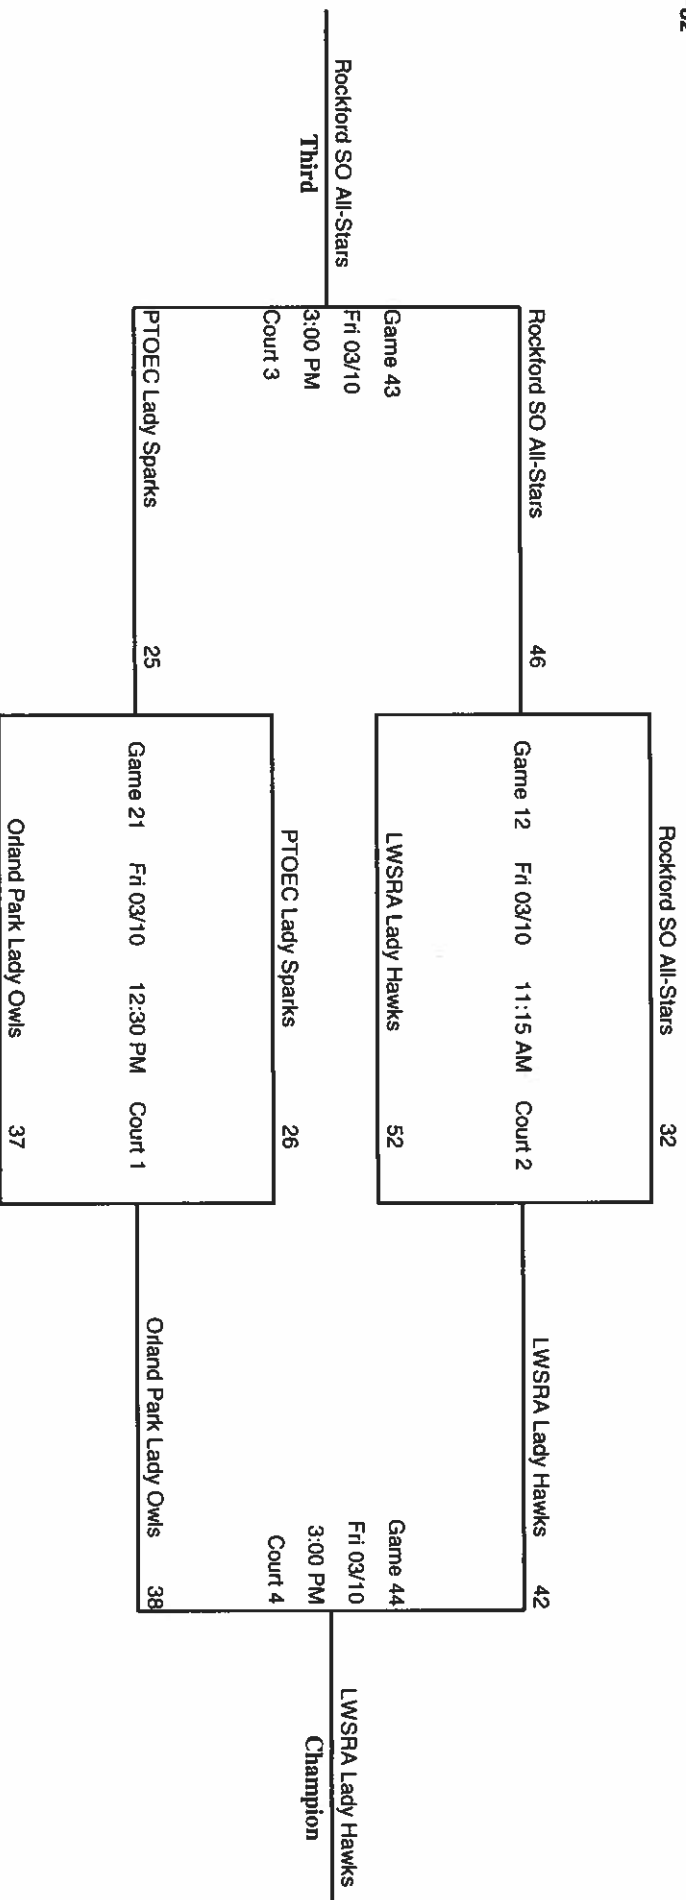 Rockford SO All-Stars 32
Rockford SO All-Stars 46
Game 12 Fri 03/10 11:15 AM Court 2
LWSRA Lady Hawks 42
LWSRA Lady Hawks 52
Game 43
Fri 03/10
3:00 PM
Court 3
Rockford SO All-Stars
Third
Game 44
Fri 03/10
3:00 PM
Court 4
LWSRA Lady Hawks
Champion
PTOEC Lady Sparks 26
PTOEC Lady Sparks 25
Game 21 Fri 03/10 12:30 PM Court 1
Orland Park Lady Owls 38
Orland Park Lady Owls 37